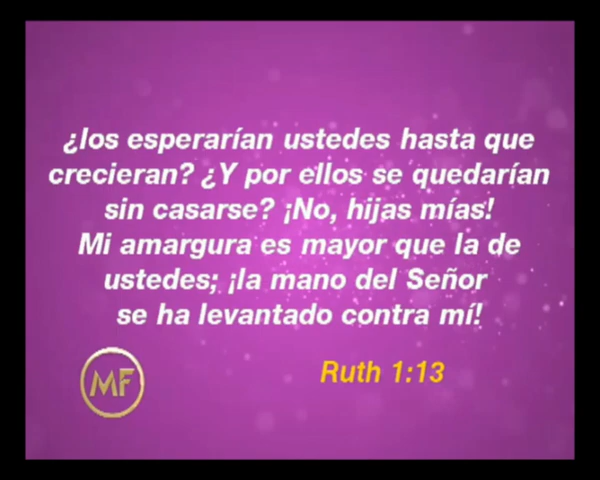 ¿los esperarían ustedes hasta que
crecieran? ¿Y por ellos se quedarían
sin casarse? ¡No, hijas mías!
Mi amargura es mayor que la de
ustedes; ¡la mano del Señor
se ha levantado contra mí!
Ruth 1:13
MF